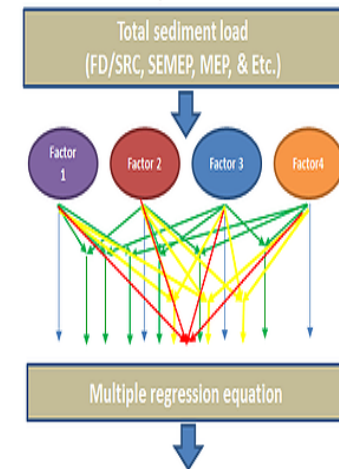 Total sediment load
(FD/SRC, SEMEP, MEP, & Etc.)
Factor
1
Factor 2
Factor 3
Factor4
Multiple regression equation